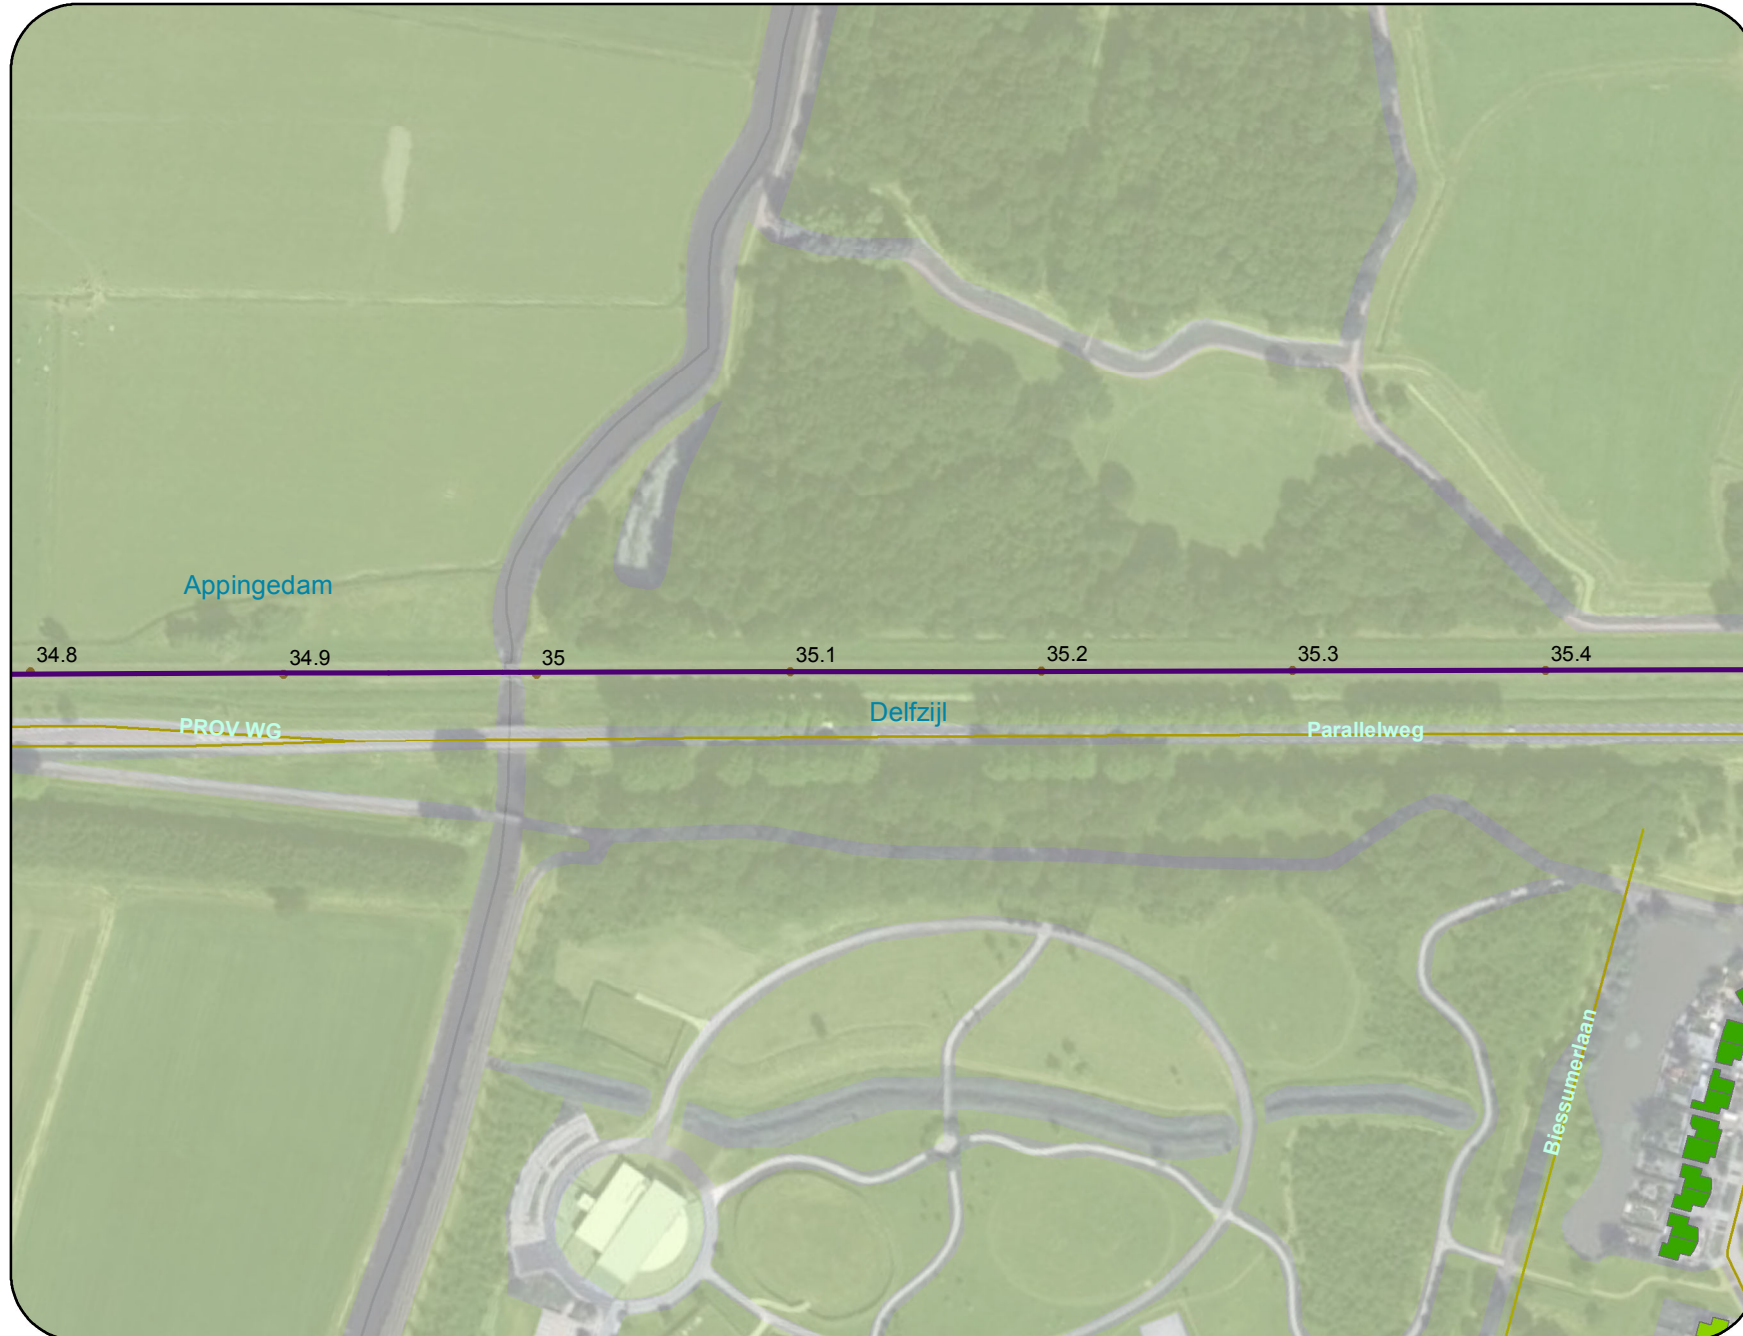 Appingedam
34.8
34.9
35
35.1
35.2
35.3
35.4
Delfzijl
PROV WG
Parallelweg
Biessumerlaan